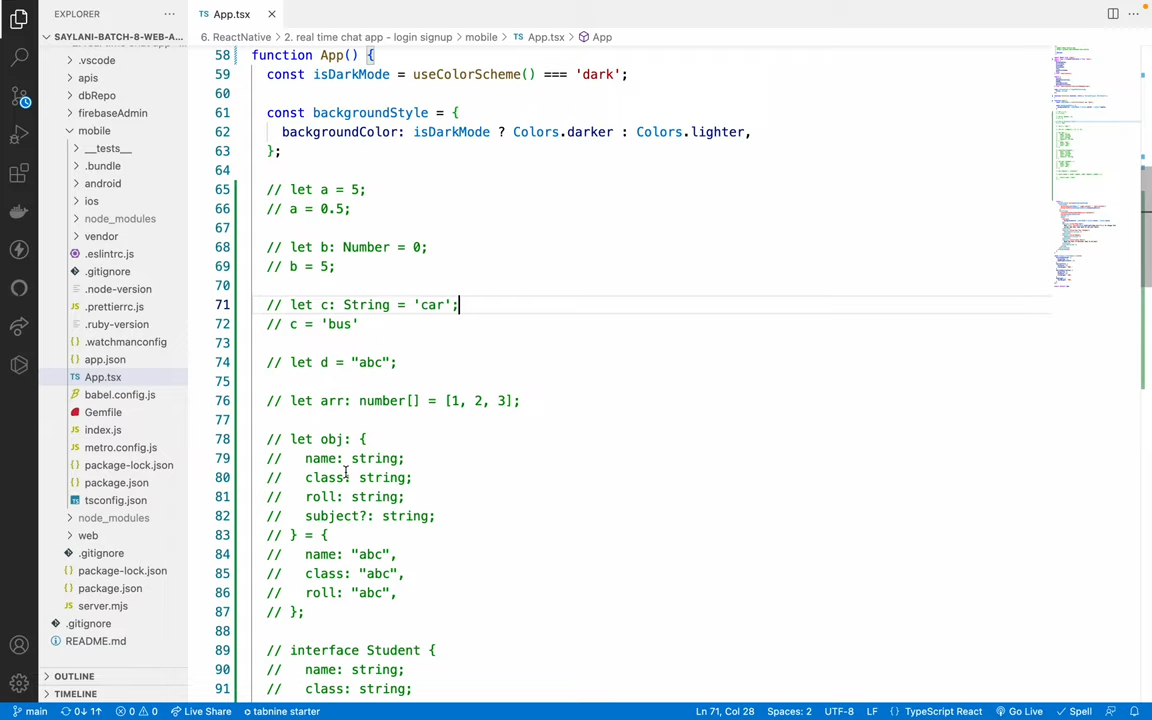 EXPLORER
TS App.tsx
SAYLANI-BATCH-8-WEB-A...
6. ReactNative > 2. real time chat app - login signup > mobile > TS App.tsx > App
.vscode
apis
dbRepo
firebaseAdmin
mobile
__tests__
.bundle
android
ios
node_modules
vendor
.eslintrc.js
.gitignore
.node-version
.prettierrc.js
.ruby-version
.watchmanconfig
app.json
TS App.tsx
babel.config.js
Gemfile
index.js
metro.config.js
package-lock.json
package.json
tsconfig.json
node_modules
web
.gitignore
package-lock.json
package.json
server.mjs
.gitignore
README.md
OUTLINE
TIMELINE
58 function App() {
59 const isDarkMode = useColorScheme() === 'dark';
60
61 const backgroundStyle = {
62 backgroundColor: isDarkMode ? Colors.darker : Colors.lighter,
63 };
64
65 // let a = 5;
66 // a = 0.5;
67
68 // let b: Number = 0;
69 // b = 5;
70
71 // let c: String = 'car';
72 // c = 'bus'
73
74 // let d = "abc";
75
76 // let arr: number[] = [1, 2, 3];
77
78 // let obj: {
79 // name: string;
80 // class: string;
81 // roll: string;
82 // subject?: string;
83 // } = {
84 // name: "abc",
85 // class: "abc",
86 // roll: "abc",
87 // };
88
89 // interface Student {
90 // name: string;
91 // class: string;
main 0↓ 1↑ 0 0 Live Share tabnine starter Ln 71, Col 28 Spaces: 2 UTF-8 LF {} TypeScript React Go Live Spell